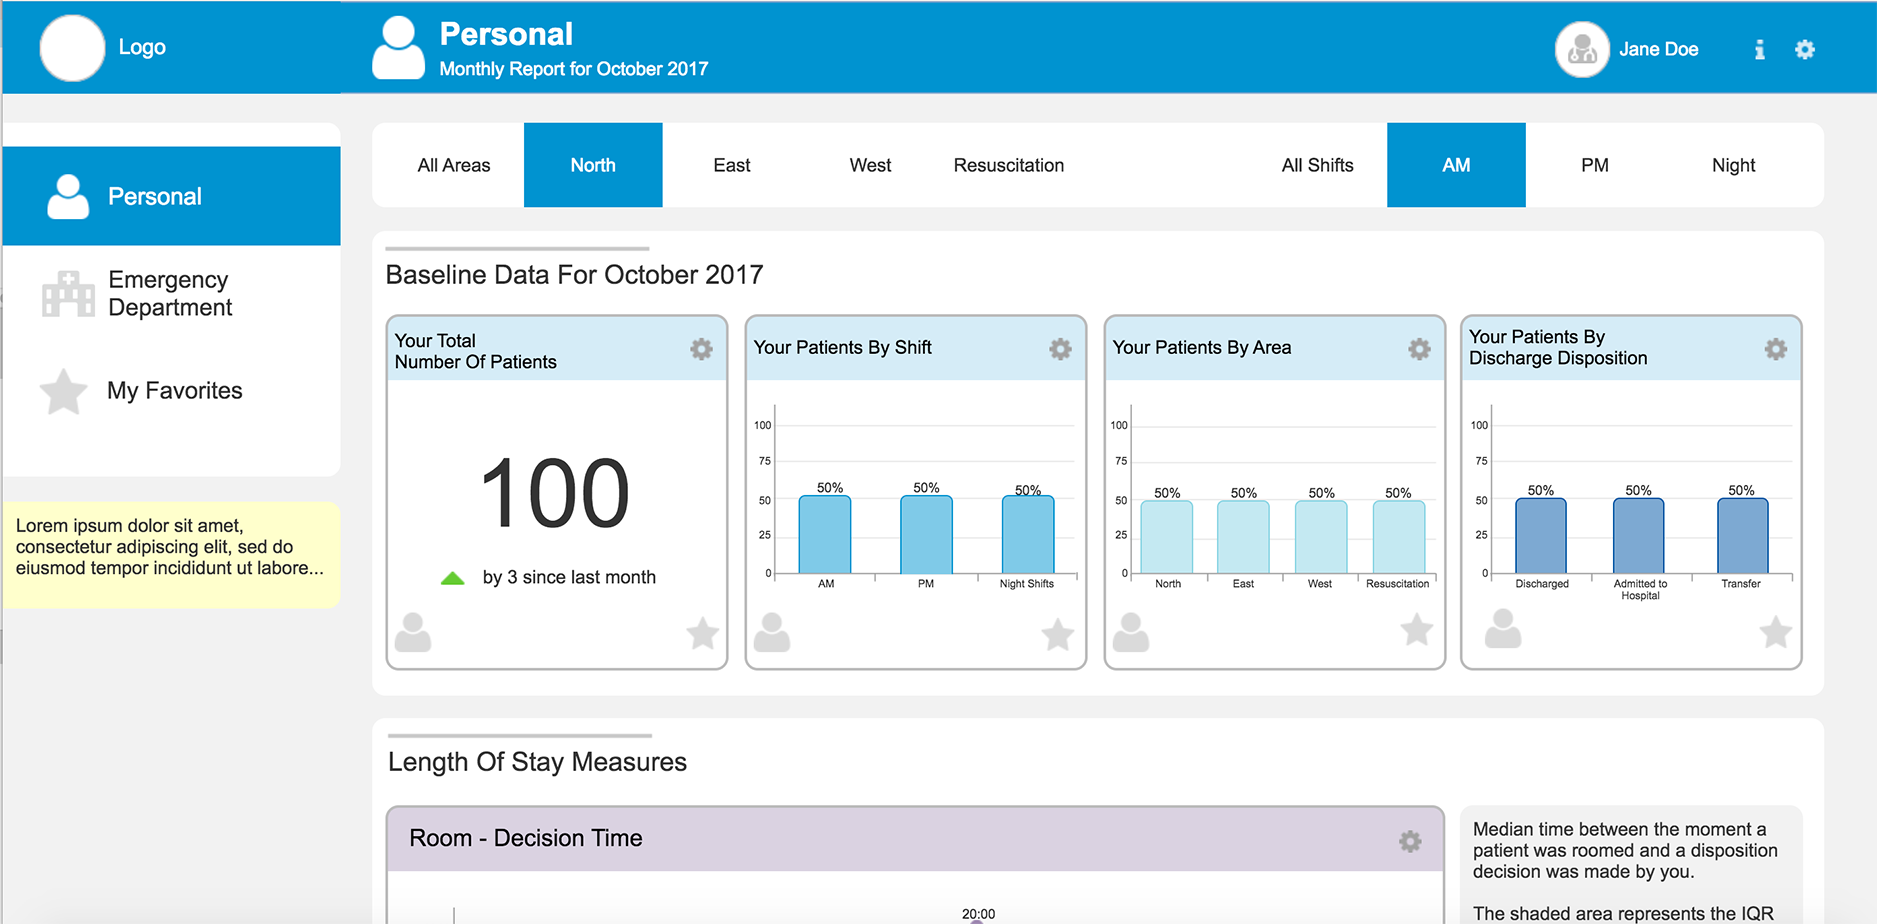 Logo
Personal
Monthly Report for October 2017
Jane Doe
Personal
Emergency
Department
My Favorites
Lorem ipsum dolor sit amet,
consectetur adipiscing elit, sed do
eiusmod tempor incididunt ut labore...
All Areas
North
East
West
Resuscitation
All Shifts
AM
PM
Night
Baseline Data For October 2017
Your Total
Number Of Patients
100
by 3 since last month
Your Patients By Shift
100
75
50
25
0
50%
50%
50%
AM
PM
Night Shifts
Your Patients By Area
100
75
50
25
0
50%
50%
50%
50%
North
East
West
Resuscitation
Your Patients By
Discharge Disposition
100
75
50
25
0
50%
50%
50%
Discharged
Admitted to
Hospital
Transfer
Length Of Stay Measures
Room - Decision Time
20:00
Median time between the moment a
patient was roomed and a disposition
decision was made by you.
The shaded area represents the IQR